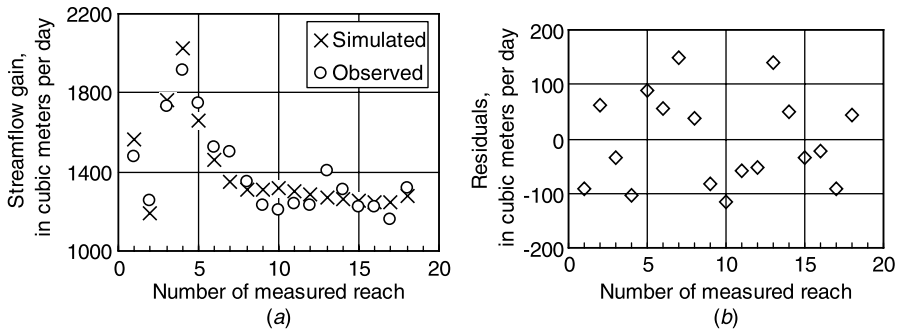 2200
1800
1400
1000
Streamflow gain,
in cubic meters per day
Simulated
Observed
0 5 10 15 20
Number of measured reach
(a)
200
100
0
-100
-200
Residuals,
in cubic meters per day
0 5 10 15 20
Number of measured reach
(b)